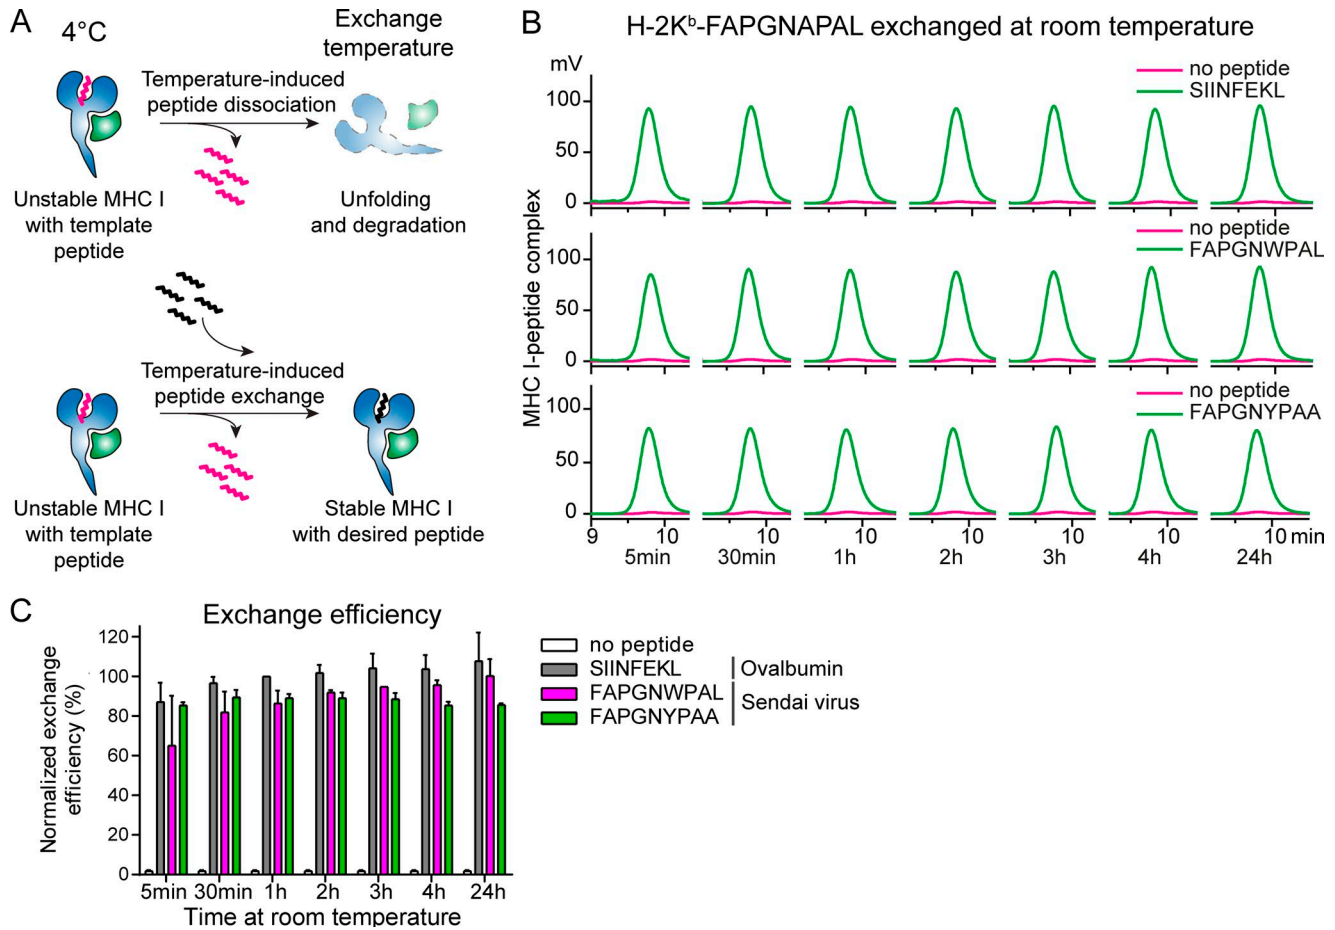 A
4°C
Exchange
temperature
Temperature-induced
peptide dissociation
Unstable MHC I
with template
peptide
Unfolding
and degradation
Temperature-induced
peptide exchange
Unstable MHC I
with template
peptide
Stable MHC I
with desired peptide
B
H-2Kᵇ-FAPGNAPAL exchanged at room temperature
mV
MHC I-peptide complex
no peptide
SIINFEKL
100
50
0
no peptide
FAPGNWPAL
100
50
0
no peptide
FAPGNYPAA
100
50
0
9 10 10 10 10 10 10 10 min
5min 30min 1h 2h 3h 4h 24h
C
Exchange efficiency
Normalized exchange
efficiency (%)
120
100
80
60
40
20
0
5min 30min 1h 2h 3h 4h 24h
Time at room temperature
no peptide
SIINFEKL Ovalbumin
FAPGNWPAL
FAPGNYPAA
Sendai virus